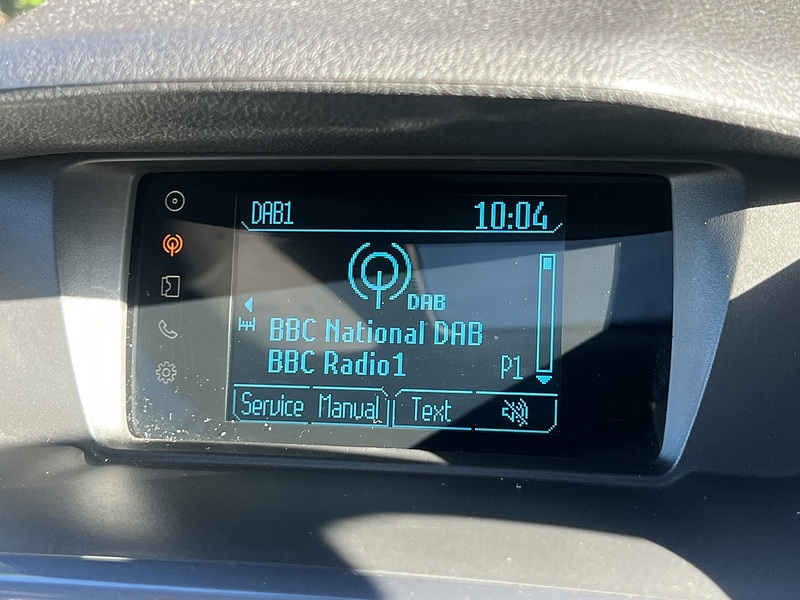 DAB1 10:04
DAB
BBC National DAB
BBC Radio1 P1
Service Manual Text